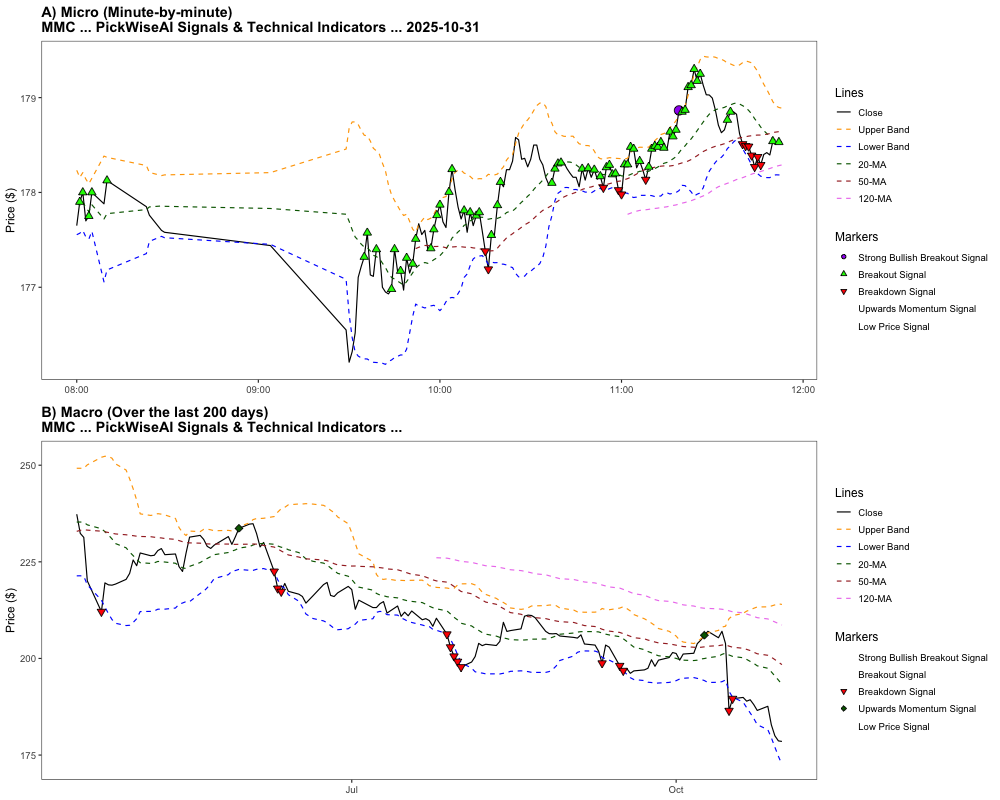 A) Micro (Minute-by-minute)
MMC ... PickWiseAI Signals & Technical Indicators ... 2025-10-31
Price ($)
179
178
177
08:00
09:00
10:00
11:00
12:00
Lines
Close
Upper Band
Lower Band
20-MA
50-MA
120-MA
Markers
Strong Bullish Breakout Signal
Breakout Signal
Breakdown Signal
Upwards Momentum Signal
Low Price Signal
B) Macro (Over the last 200 days)
MMC ... PickWiseAI Signals & Technical Indicators ...
Price ($)
250
225
200
175
Jul
Oct
Lines
Close
Upper Band
Lower Band
20-MA
50-MA
120-MA
Markers
Strong Bullish Breakout Signal
Breakout Signal
Breakdown Signal
Upwards Momentum Signal
Low Price Signal